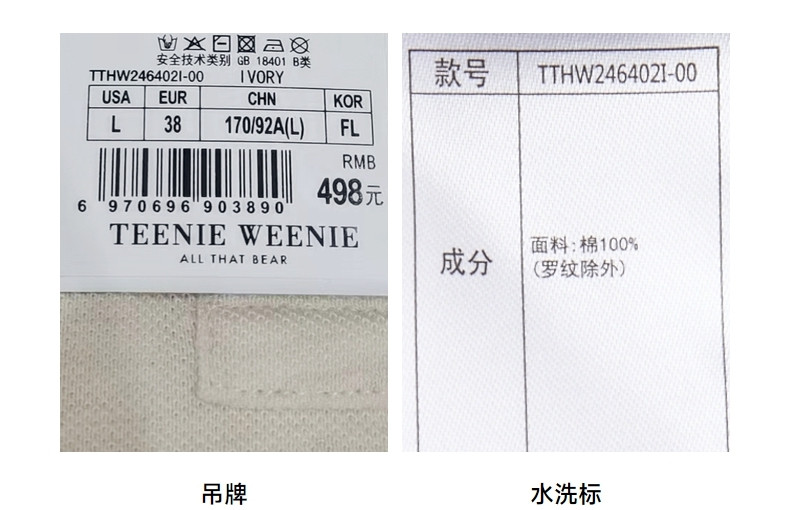 安全技术类别 GB 18401 B类
TTHW246402I-00 IVORY
USA EUR CHN KOR
L 38 170/92A(L) FL
RMB
498元
6 970696 903890
TEENIE WEENIE
ALL THAT BEAR
款号 TTHW246402I-00
成分 面料:棉100%
(罗纹除外)
吊牌
水洗标